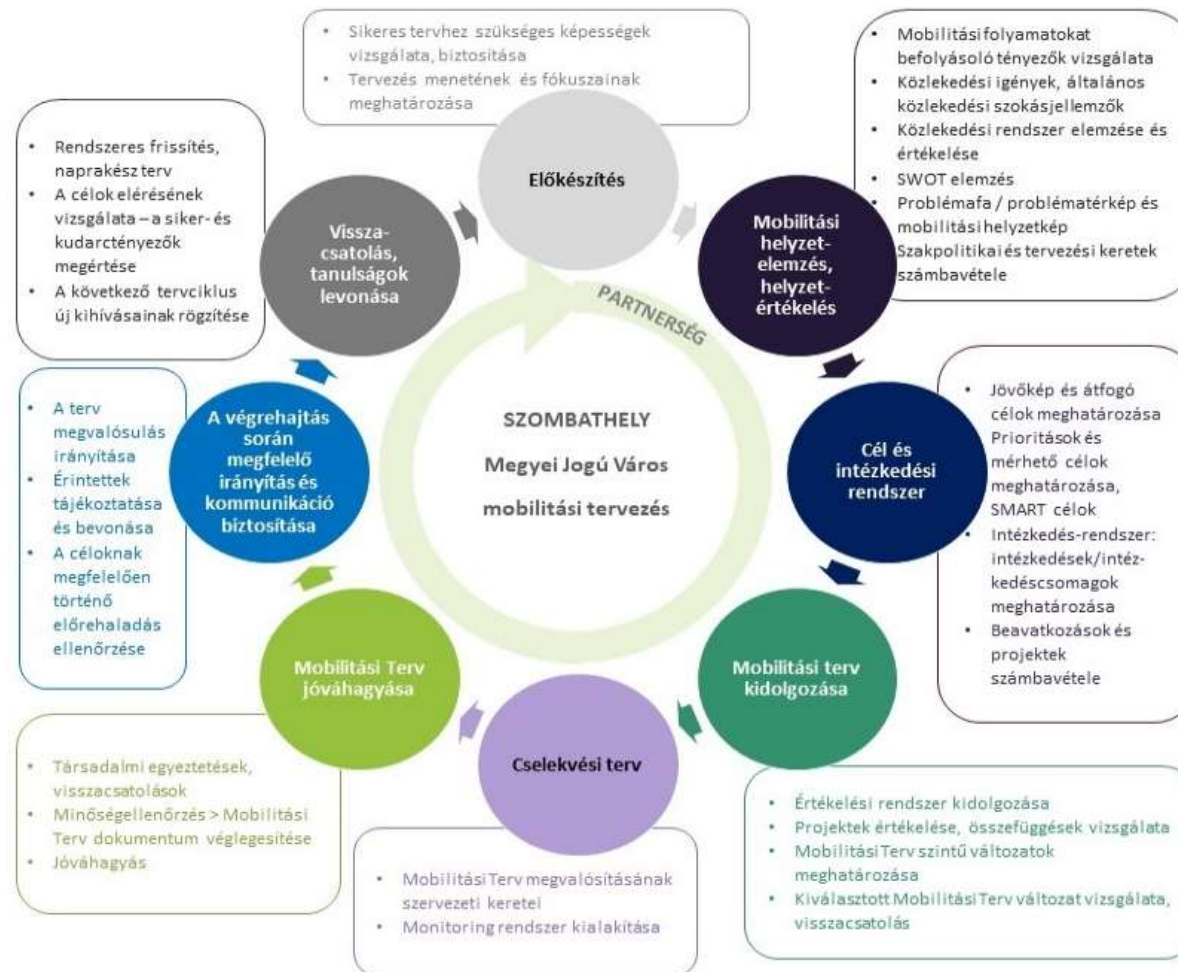 • Sikeres tervhez szükséges képességek
vizsgálata, biztosítása
• Tervezés menetének és fókuszainak
meghatározása
Előkészítés
• Mobilitási folyamatokat
befolyásoló tényezők vizsgálata
• Közlekedési igények, általános
közlekedési szokásjellemzők
• Közlekedési rendszer elemzése és
értékelése
• SWOT elemzés
• Problémafa / problématérkép és
mobilitási helyzetkép
Szakpolitikai és tervezési keretek
számbavétele
Mobilitási
helyzet-
elemzés,
helyzet-
értékelés
• Jövőkép és átfogó
célok meghatározása
Prioritások és
mérhető célok
meghatározása,
SMART célok
• Intézkedés-rendszer:
intézkedések/intéz-
kedéscsomagok
meghatározása
• Beavatkozások és
projektek
számbavétele
Cél és
intézkedési
rendszer
Mobilitási terv
kidolgozása
• Értékelési rendszer kidolgozása
• Projektek értékelése, összefüggések vizsgálata
• Mobilitási Terv szintű változatok
meghatározása
• Kiválasztott Mobilitási Terv változat vizsgálata,
visszacsatolás
Cselekvési terv
• Mobilitási Terv megvalósításának
szervezeti keretei
• Monitoring rendszer kialakítása
Mobilitási Terv
jóváhagyása
• Társadalmi egyeztetések,
visszacsatolások
• Minőségellenőrzés > Mobilitási
Terv dokumentum véglegesítése
• Jóváhagyás
A végrehajtás
során
megfelelő
irányítás és
kommunikáció
biztosítása
• A terv
megvalósulás
irányítása
• Érintettek
tájékoztatása
és bevonása
• A céloknak
megfelelően
történő
előrehaladás
ellenőrzése
Vissza-
csatolás,
tanulságok
levonása
• Rendszeres frissítés,
naprakész terv
• A célok elérésének
vizsgálata – a siker- és
kudarctényezők
megértése
• A következő tervciklus
új kihívásainak rögzítése
PARTNERSÉG
SZOMBATHELY
Megyei Jogú Város
mobilitási tervezés